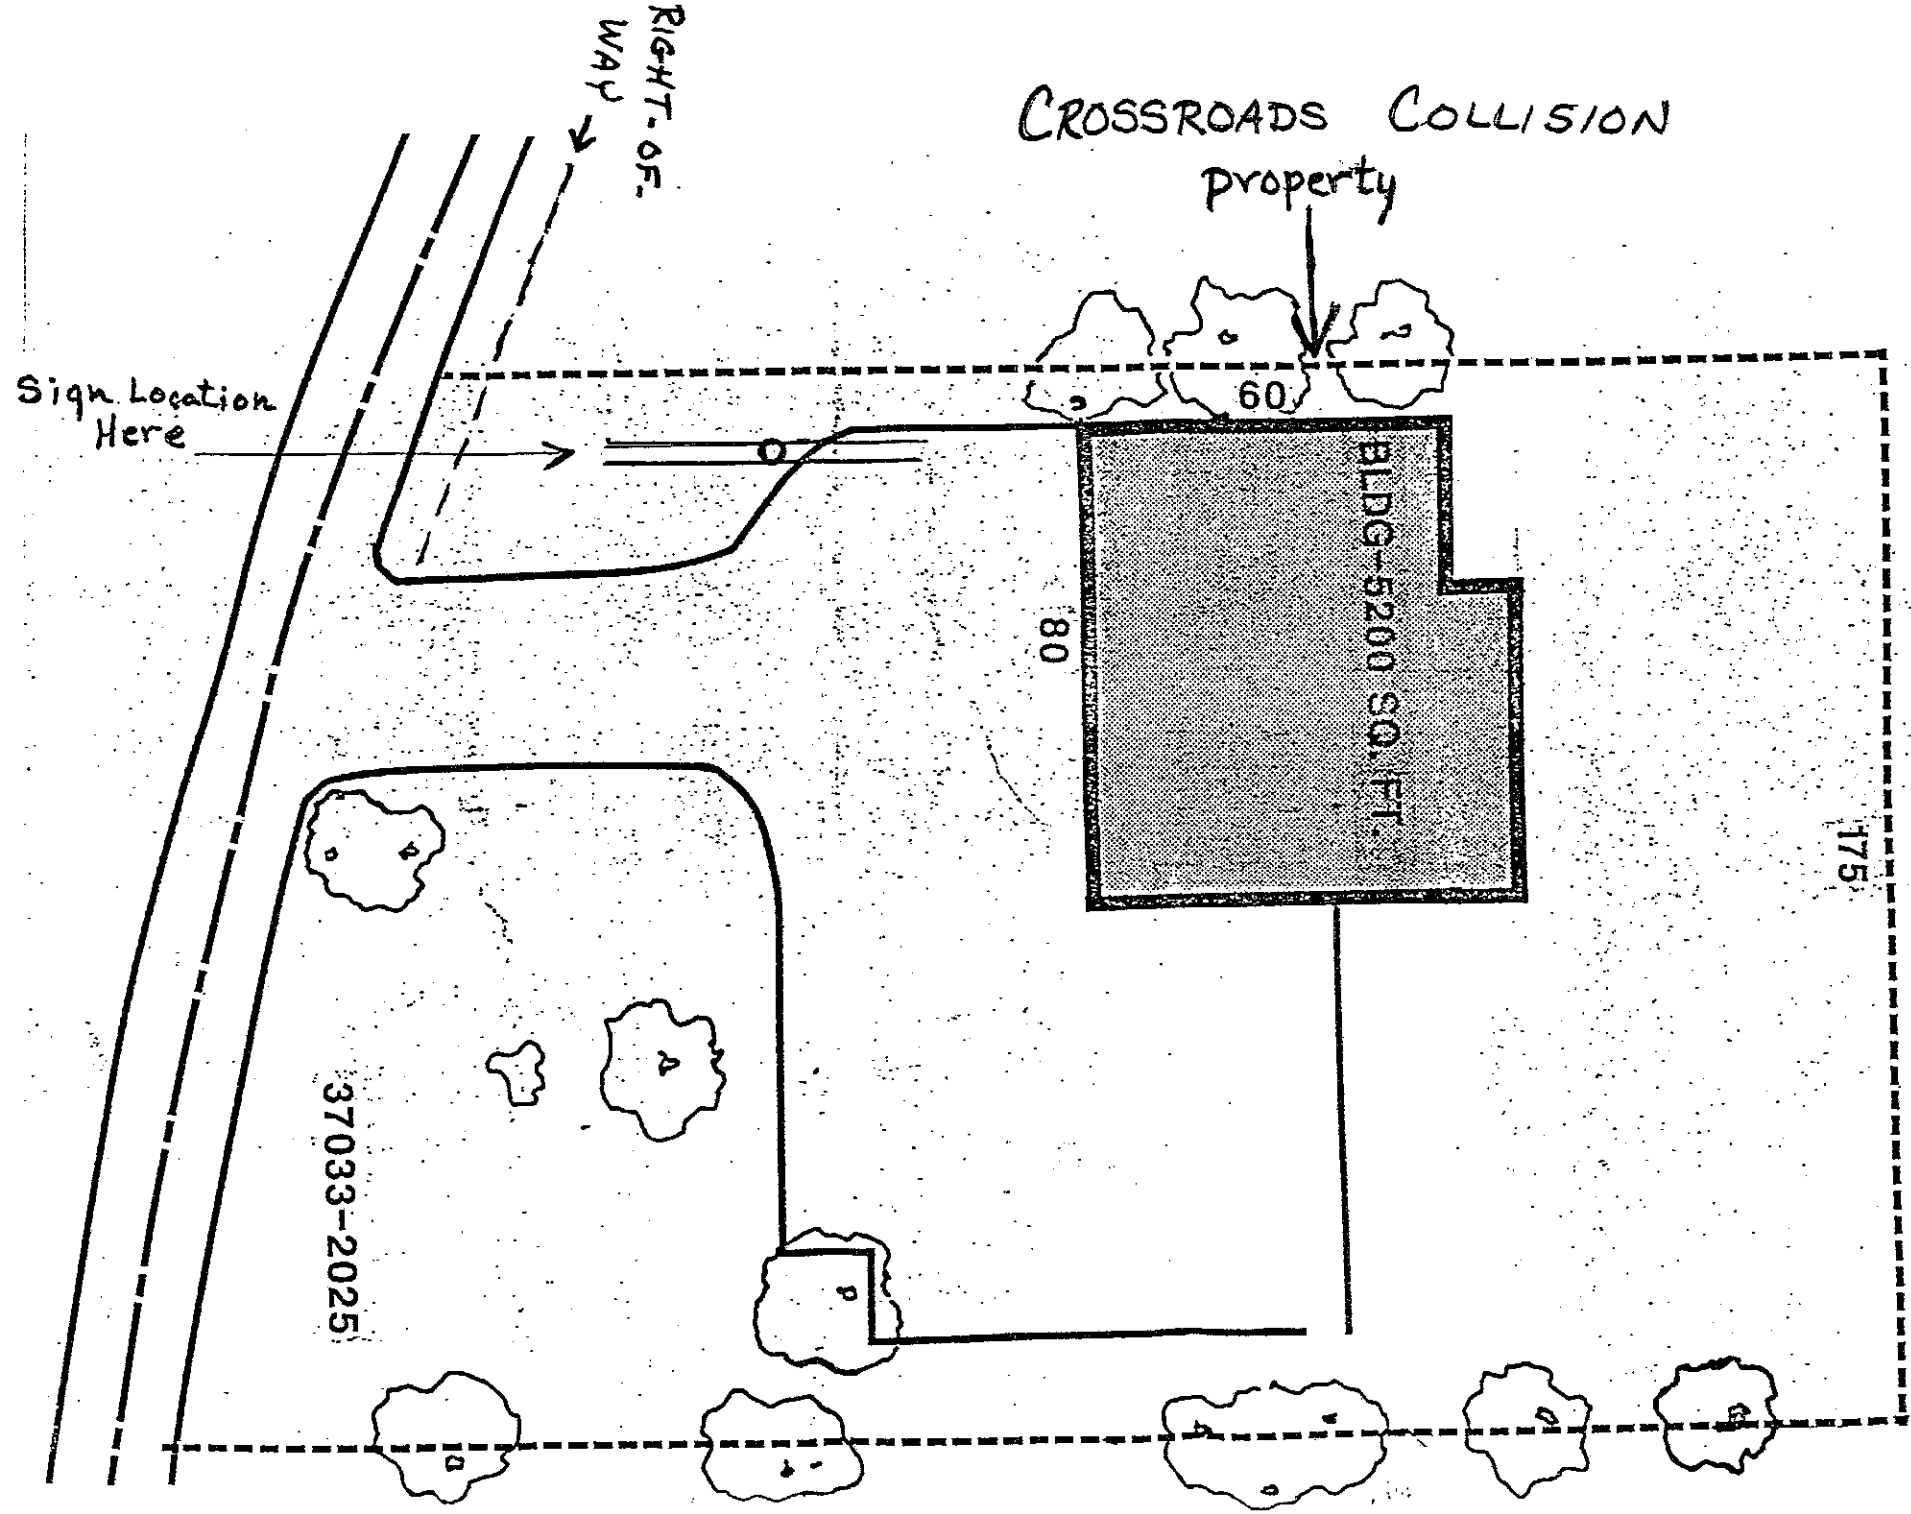 RIGHT-OF-
WAY
CROSSROADS COLLISION
property
Sign Location
Here
60
BLDG-5200 SQ. FT.
80
175
37033-2025